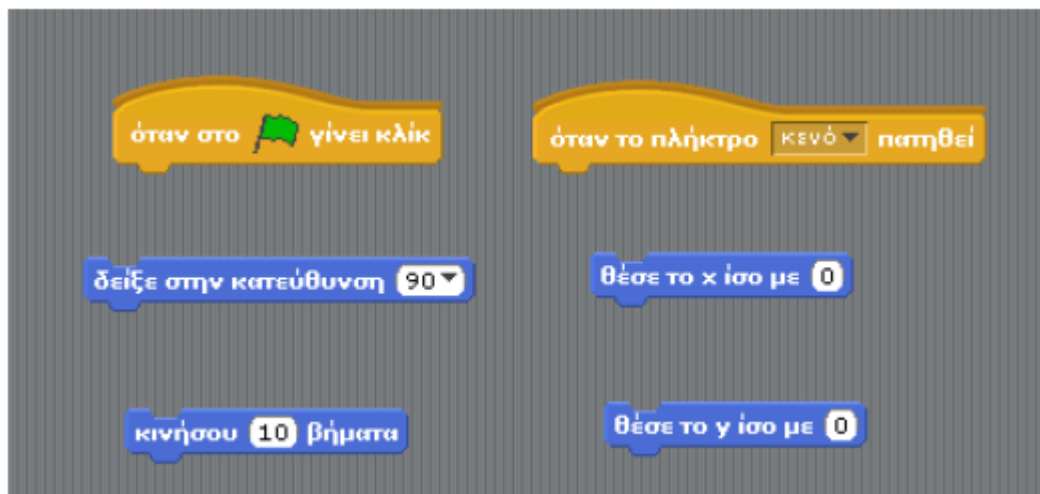 όταν στο γίνει κλίκ
όταν το πλήκτρο κενό πατηθεί
δείξε στην κατεύθυνση 90
θέσε το x ίσο με 0
κινήσου 10 βήματα
θέσε το y ίσο με 0